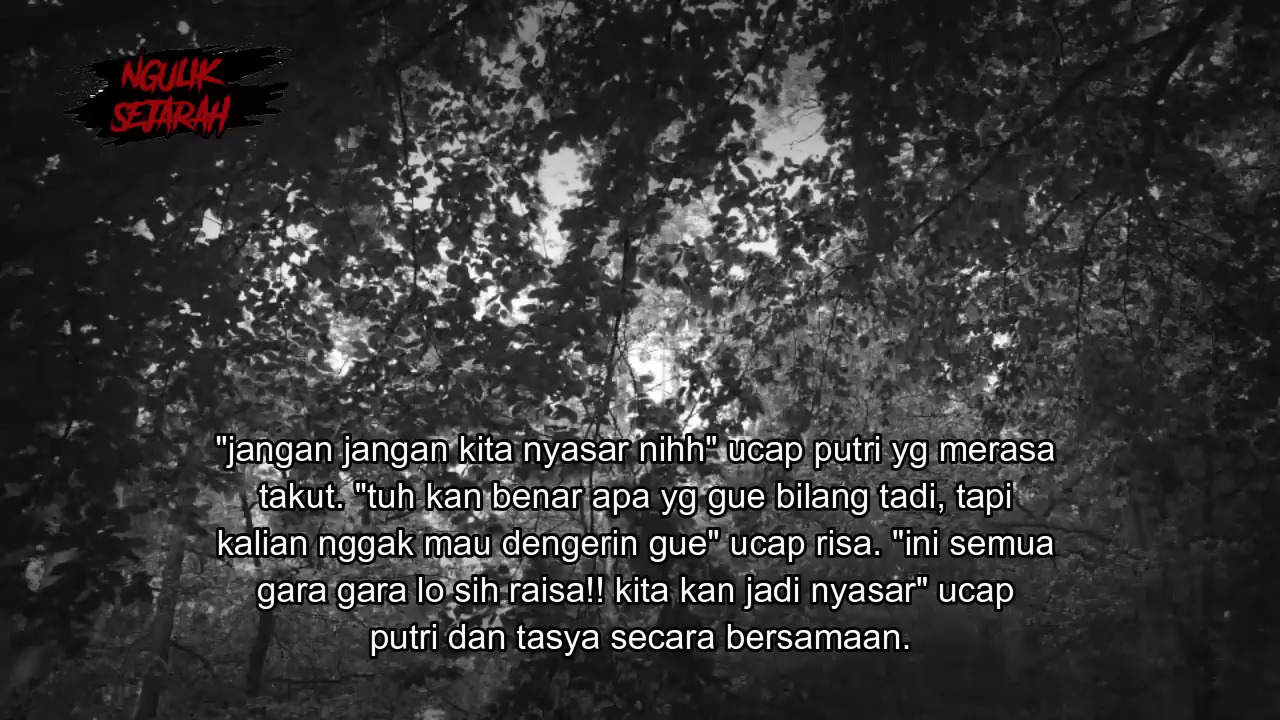 NGULIK
SEJARAH
"jangan jangan kita nyasar nihh" ucap putri yg merasa
takut. "tuh kan benar apa yg gue bilang tadi, tapi
kalian nggak mau dengerin gue" ucap risa. "ini semua
gara gara lo sih raisa!! kita kan jadi nyasar" ucap
putri dan tasya secara bersamaan.